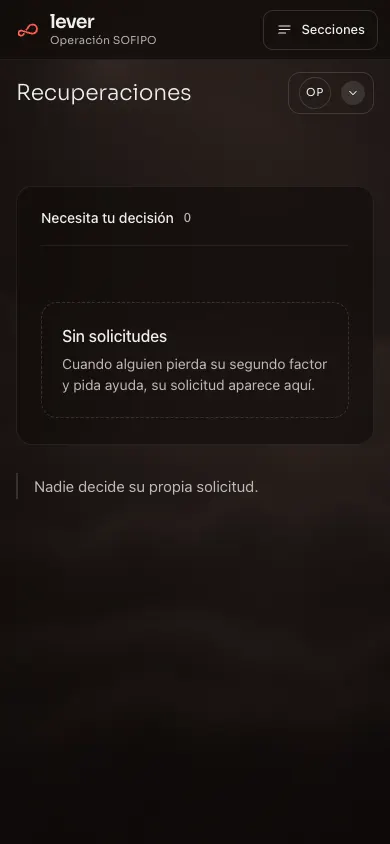 lever
Operación SOFIPO
Secciones
Recuperaciones
OP
Necesita tu decisión 0
Sin solicitudes
Cuando alguien pierda su segundo factor
y pida ayuda, su solicitud aparece aquí.
Nadie decide su propia solicitud.